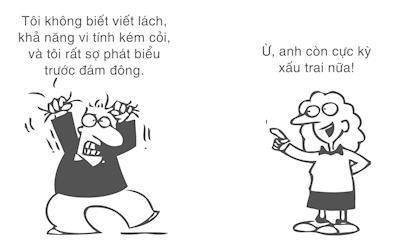 Tôi không biết viết lách,
khả năng vi tính kém cỏi,
và tôi rất sợ phát biểu
trước đám đông.
Ừ, anh còn cực kỳ
xấu trai nữa!